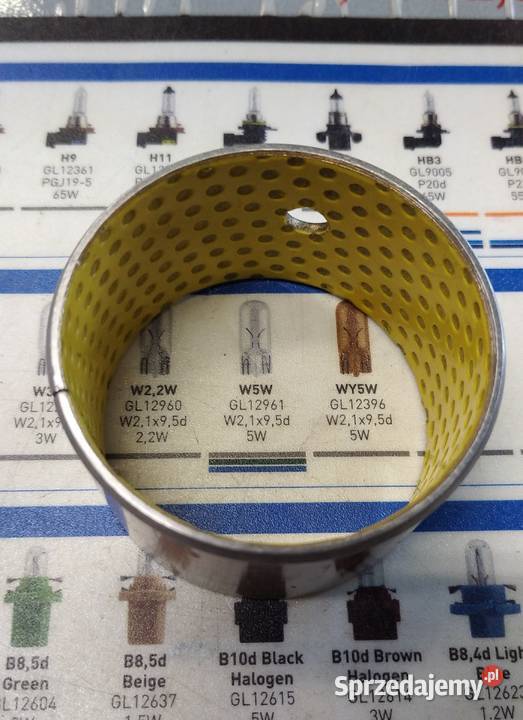 H9
GL12361
PGJ19-5
65W
H11
HB3
GL9005
P20d
W2,2W
GL12960
W2,1x9,5d
2,2W
W5W
GL12961
W2,1x9,5d
5W
WY5W
GL12396
W2,1x9,5d
5W
B8,5d
Green
GL12604
B8,5d
Beige
GL12637
B10d Black
Halogen
GL12615
B10d Brown
Halogen
B8,4d
1.2W
Sprzedajemy.pl